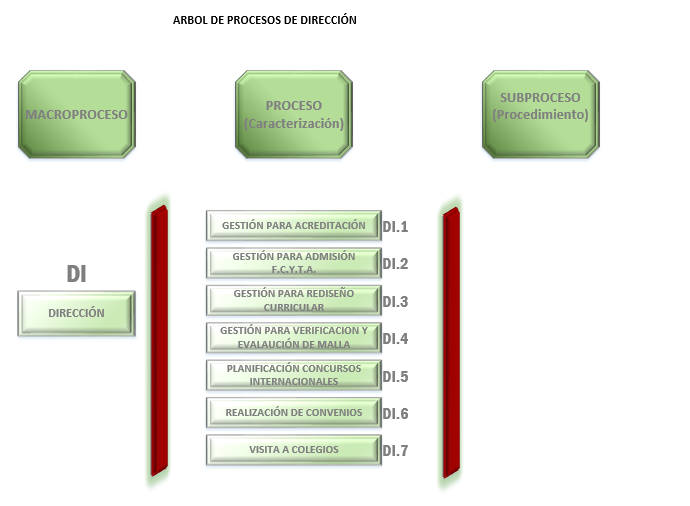 ARBOL DE PROCESOS DE DIRECCIÓN
MACROPROCESO
PROCESO
(Caracterización)
SUBPROCESO
(Procedimiento)
DI
DIRECCIÓN
GESTIÓN PARA ACREDITACIÓN DI.1
GESTIÓN PARA ADMISIÓN
F.C.Y.T.A. DI.2
GESTIÓN PARA REDISEÑO
CURRICULAR DI.3
GESTIÓN PARA VERIFICACION Y
EVALAUCIÓN DE MALLA DI.4
PLANIFICACIÓN CONCURSOS
INTERNACIONALES DI.5
REALIZACIÓN DE CONVENIOS DI.6
VISITA A COLEGIOS DI.7